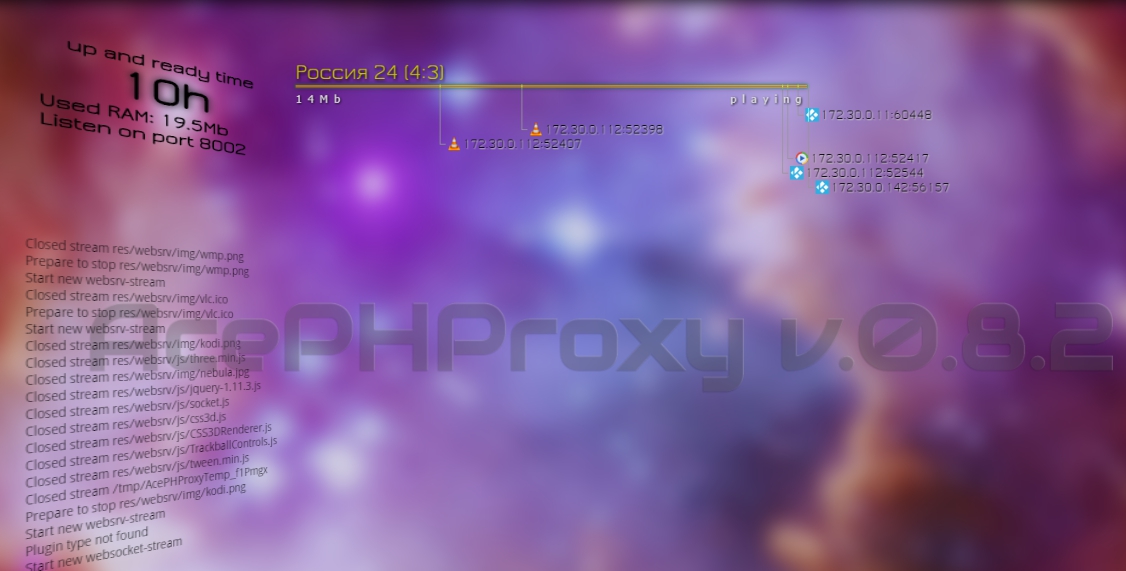 up and ready time
10h
Used RAM: 19.5Mb
Listen on port 8002
Россия 24 (4:3)
14Mb
playing
172.30.0.11:60448
172.30.0.112:52398
172.30.0.112:52407
172.30.0.112:52417
172.30.0.112:52544
172.30.0.142:56157
AcePHProxy v.0.8.2
Closed stream res/websrv/img/wmp.png
Prepare to stop res/websrv/img/wmp.png
Start new websrv-stream
Closed stream res/websrv/img/vlc.ico
Prepare to stop res/websrv/img/vlc.ico
Start new websrv-stream
Closed stream res/websrv/img/kodi.png
Closed stream res/websrv/js/three.min.js
Closed stream res/websrv/img/nebula.jpg
Closed stream res/websrv/js/jquery-1.11.3.js
Closed stream res/websrv/js/socket.js
Closed stream res/websrv/js/css3d.js
Closed stream res/websrv/js/CSS3DRenderer.js
Closed stream res/websrv/js/TrackballControls.js
Closed stream res/websrv/js/tween.min.js
Closed stream /tmp/AcePHProxyTemp_f1Pmgx
Prepare to stop res/websrv/img/kodi.png
Start new websrv-stream
Plugin type not found
Start new websocket-stream